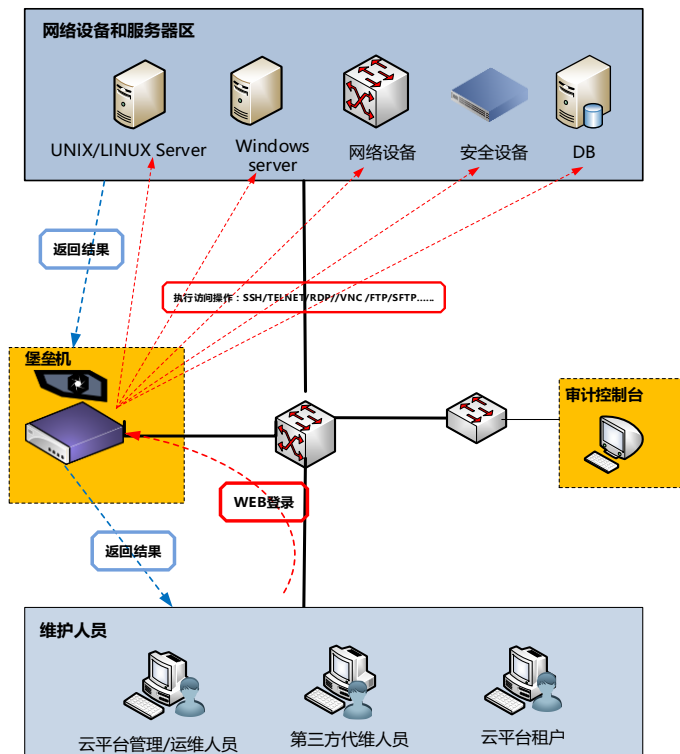 网络设备和服务器区
UNIX/LINUX Server
Windows
server
网络设备
安全设备
DB
返回结果
执行访问操作：SSH/TELNET/RDP//VNC /FTP/SFTP......
堡垒机
审计控制台
WEB登录
返回结果
维护人员
云平台管理/运维人员
第三方代维人员
云平台租户